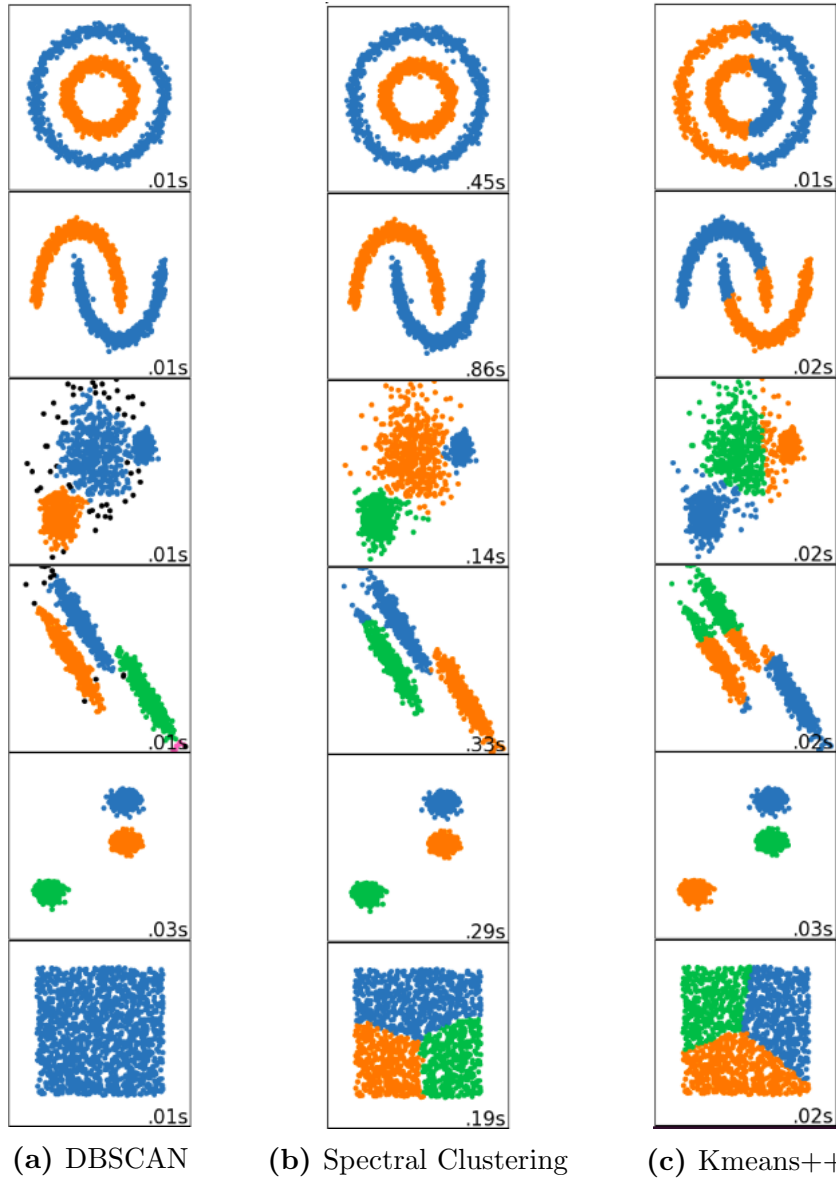 .01s .45s .01s
.01s .86s .02s
.01s .14s .02s
.01s .33s .02s
.03s .29s .03s
.01s .19s .02s
(a) DBSCAN (b) Spectral Clustering (c) Kmeans++